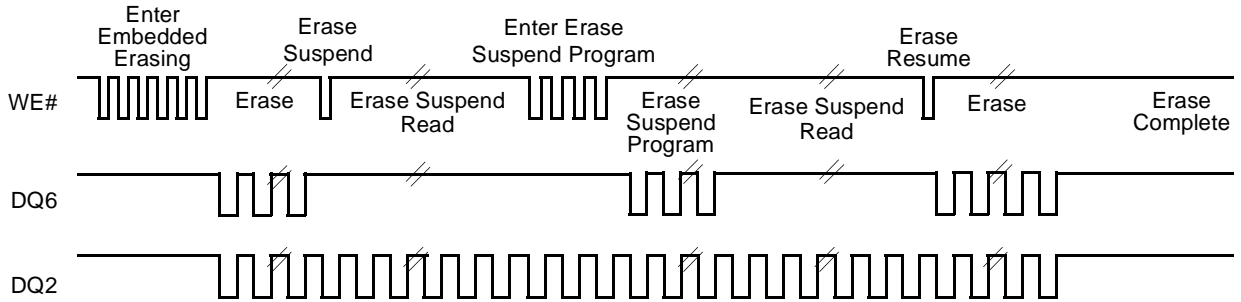 Enter
Embedded
Erasing
Erase
Suspend
Enter Erase
Suspend Program
Erase
Resume
WE#
Erase
Erase Suspend
Read
Erase
Suspend
Program
Erase Suspend
Read
Erase
Erase
Complete
DQ6
DQ2